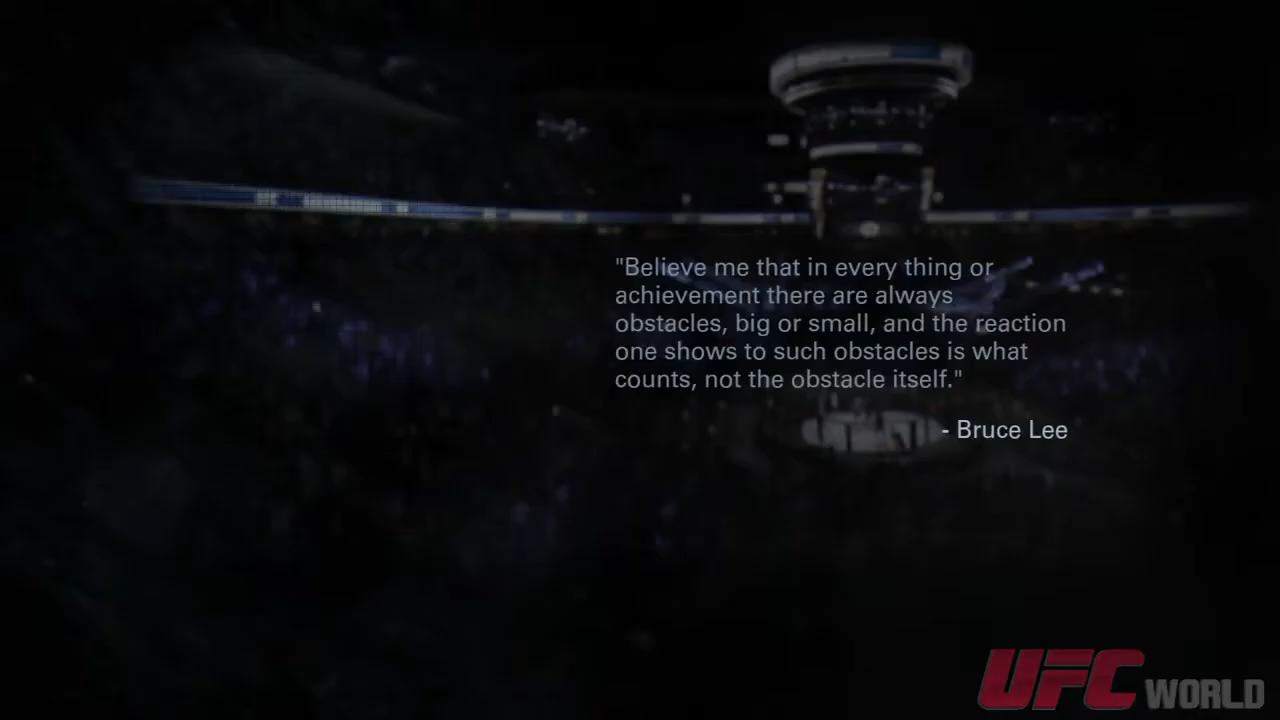 "Believe me that in every thing or
achievement there are always
obstacles, big or small, and the reaction
one shows to such obstacles is what
counts, not the obstacle itself."
- Bruce Lee
UFC WORLD